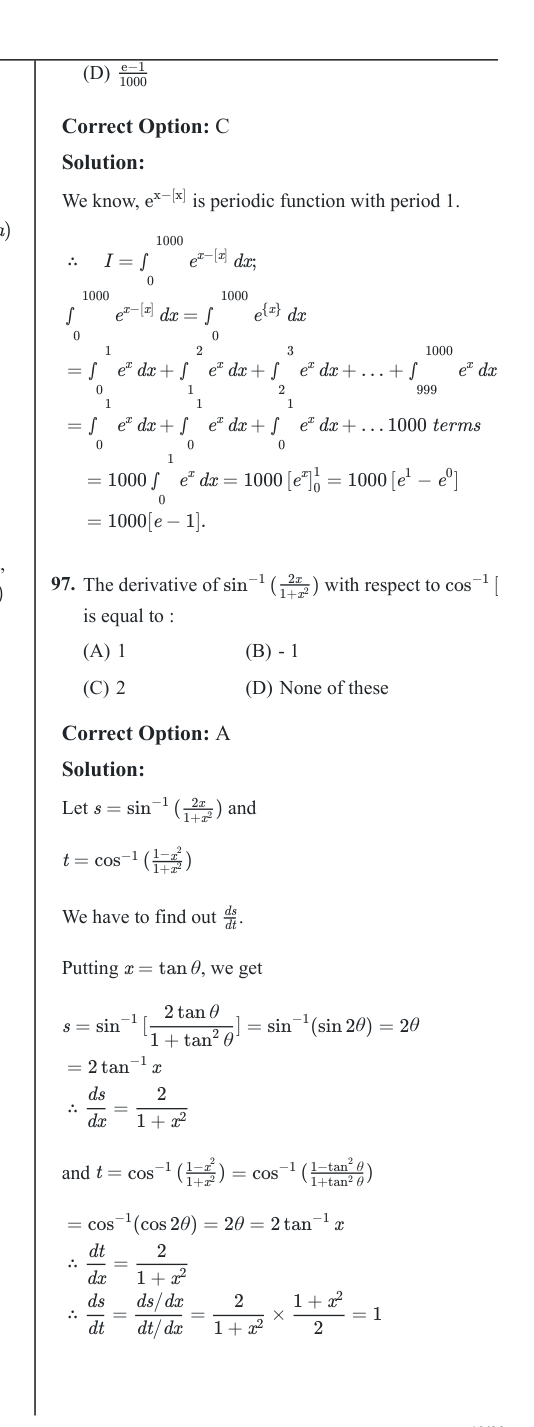 (D) e−1/1000
Correct Option: C
Solution:
We know, e^(x−[x]) is periodic function with period 1.
∴ I = ∫_0^1000 e^(x−[x]) dx;
∫_0^1000 e^(x−[x]) dx = ∫_0^1000 e^{x} dx
= ∫_0^1 e^x dx + ∫_1^2 e^x dx + ∫_2^3 e^x dx + … + ∫_999^1000 e^x dx
= ∫_0^1 e^x dx + ∫_0^1 e^x dx + ∫_0^1 e^x dx + … 1000 terms
= 1000 ∫_0^1 e^x dx = 1000 [e^x]_0^1 = 1000 [e^1 − e^0]
= 1000[e − 1].
97. The derivative of sin^−1 (2x/1+x^2) with respect to cos^−1 [
is equal to :
(A) 1 (B) - 1
(C) 2 (D) None of these
Correct Option: A
Solution:
Let s = sin^−1 (2x/1+x^2) and
t = cos^−1 (1−x^2/1+x^2)
We have to find out ds/dt.
Putting x = tan θ, we get
s = sin^−1 [2 tan θ/1 + tan^2 θ] = sin^−1(sin 2θ) = 2θ
= 2 tan^−1 x
∴ ds/dx = 2/1 + x^2
and t = cos^−1 (1−x^2/1+x^2) = cos^−1 (1−tan^2 θ/1+tan^2 θ)
= cos^−1(cos 2θ) = 2θ = 2 tan^−1 x
∴ dt/dx = 2/1 + x^2
∴ ds/dt = ds/dx/dt/dx = 2/1 + x^2 × 1 + x^2/2 = 1